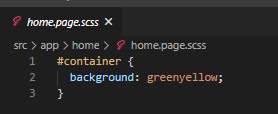 home.page.scss ×
src > app > home > home.page.scss
1 #container {
2   background: greenyellow;
3 }